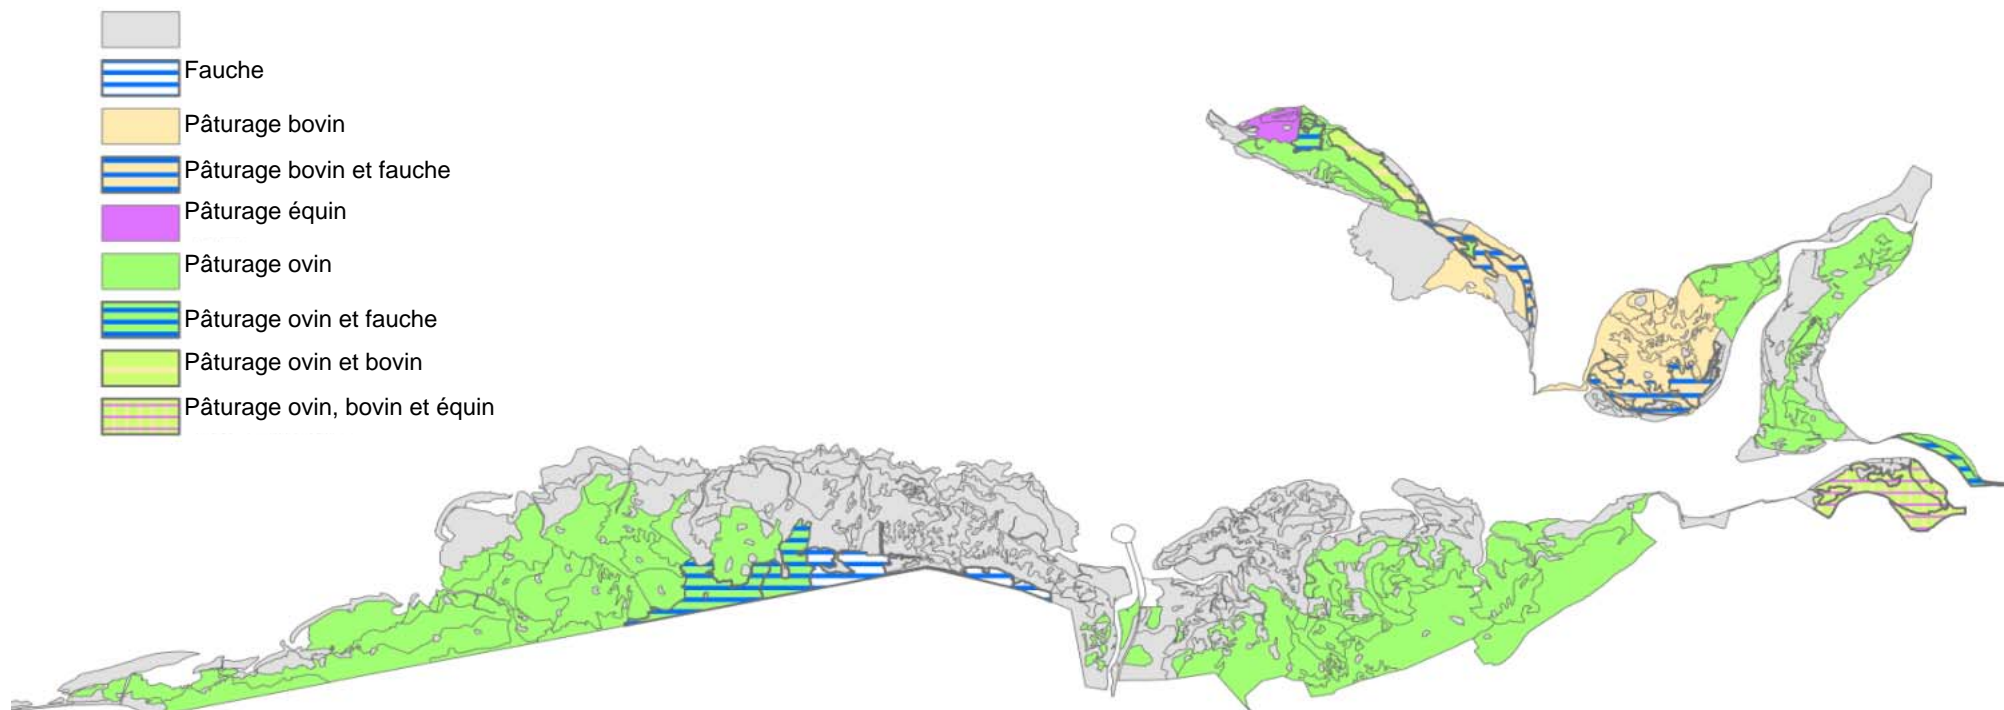 Fauche
Pâturage bovin
Pâturage bovin et fauche
Pâturage équin
Pâturage ovin
Pâturage ovin et fauche
Pâturage ovin et bovin
Pâturage ovin, bovin et équin